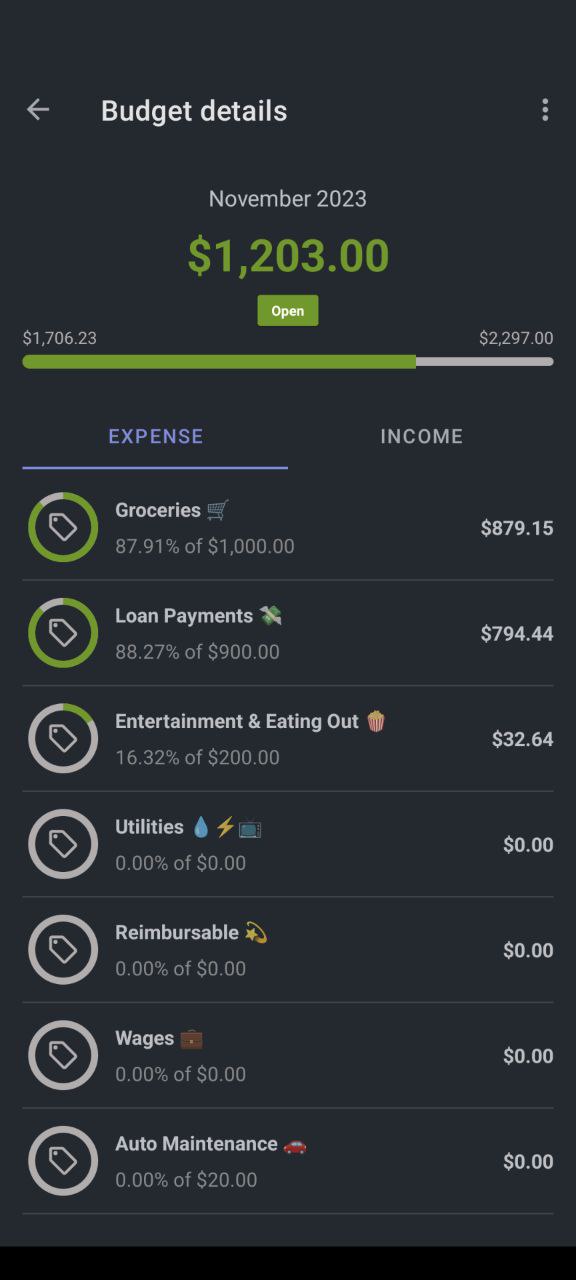 Budget details
November 2023
$1,203.00
Open
$1,706.23 $2,297.00
EXPENSE INCOME
Groceries 🛒
$879.15
87.91% of $1,000.00
Loan Payments 💸
$794.44
88.27% of $900.00
Entertainment & Eating Out 🍿
$32.64
16.32% of $200.00
Utilities 💧⚡📺
$0.00
0.00% of $0.00
Reimbursable 💫
$0.00
0.00% of $0.00
Wages 💼
$0.00
0.00% of $0.00
Auto Maintenance 🚗
$0.00
0.00% of $20.00